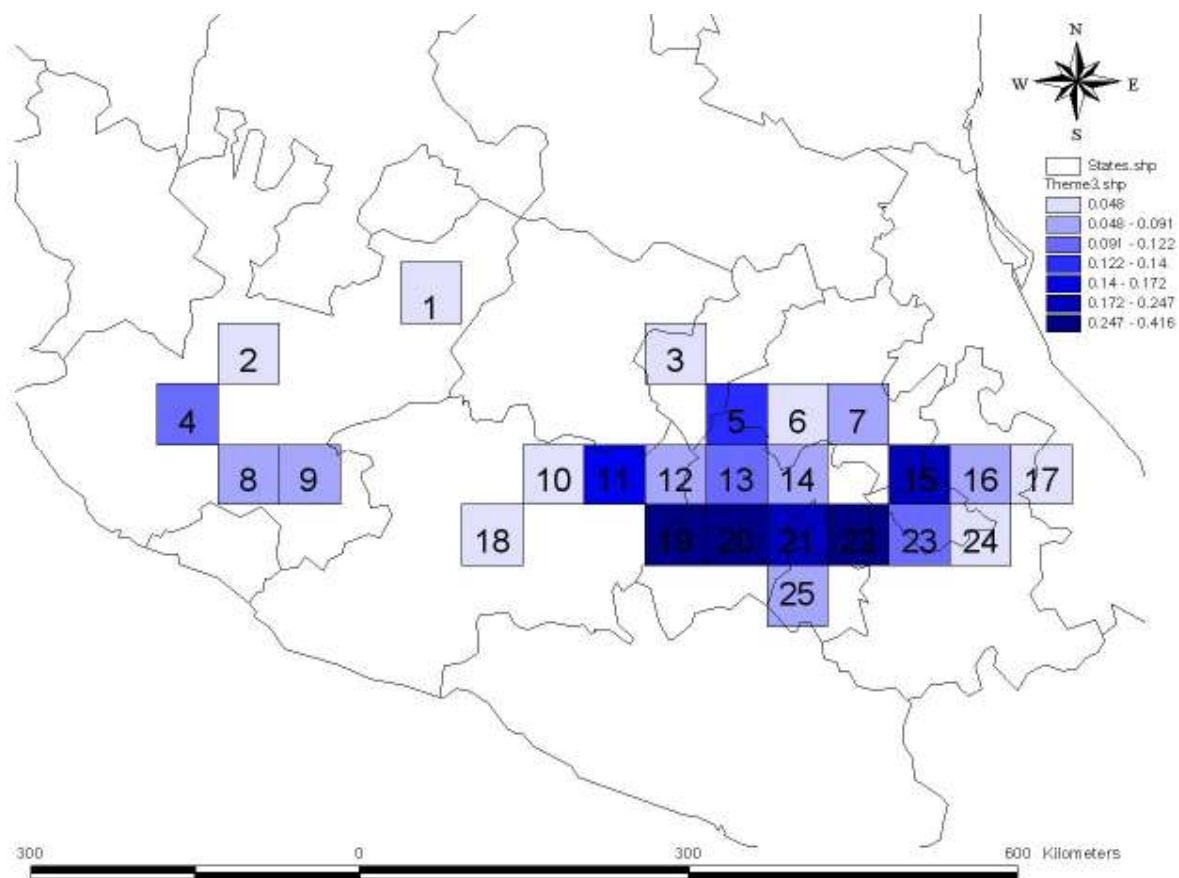 N
W E
S
States.shp
Theme3.shp
0.048
0.048 - 0.091
0.091 - 0.122
0.122 - 0.14
0.14 - 0.172
0.172 - 0.247
0.247 - 0.416
1
2 3
4 5 6 7
8 9 10 11 12 13 14 15 16 17
18 19 20 21 22 23 24
25
300 0 300 600 Kilometers